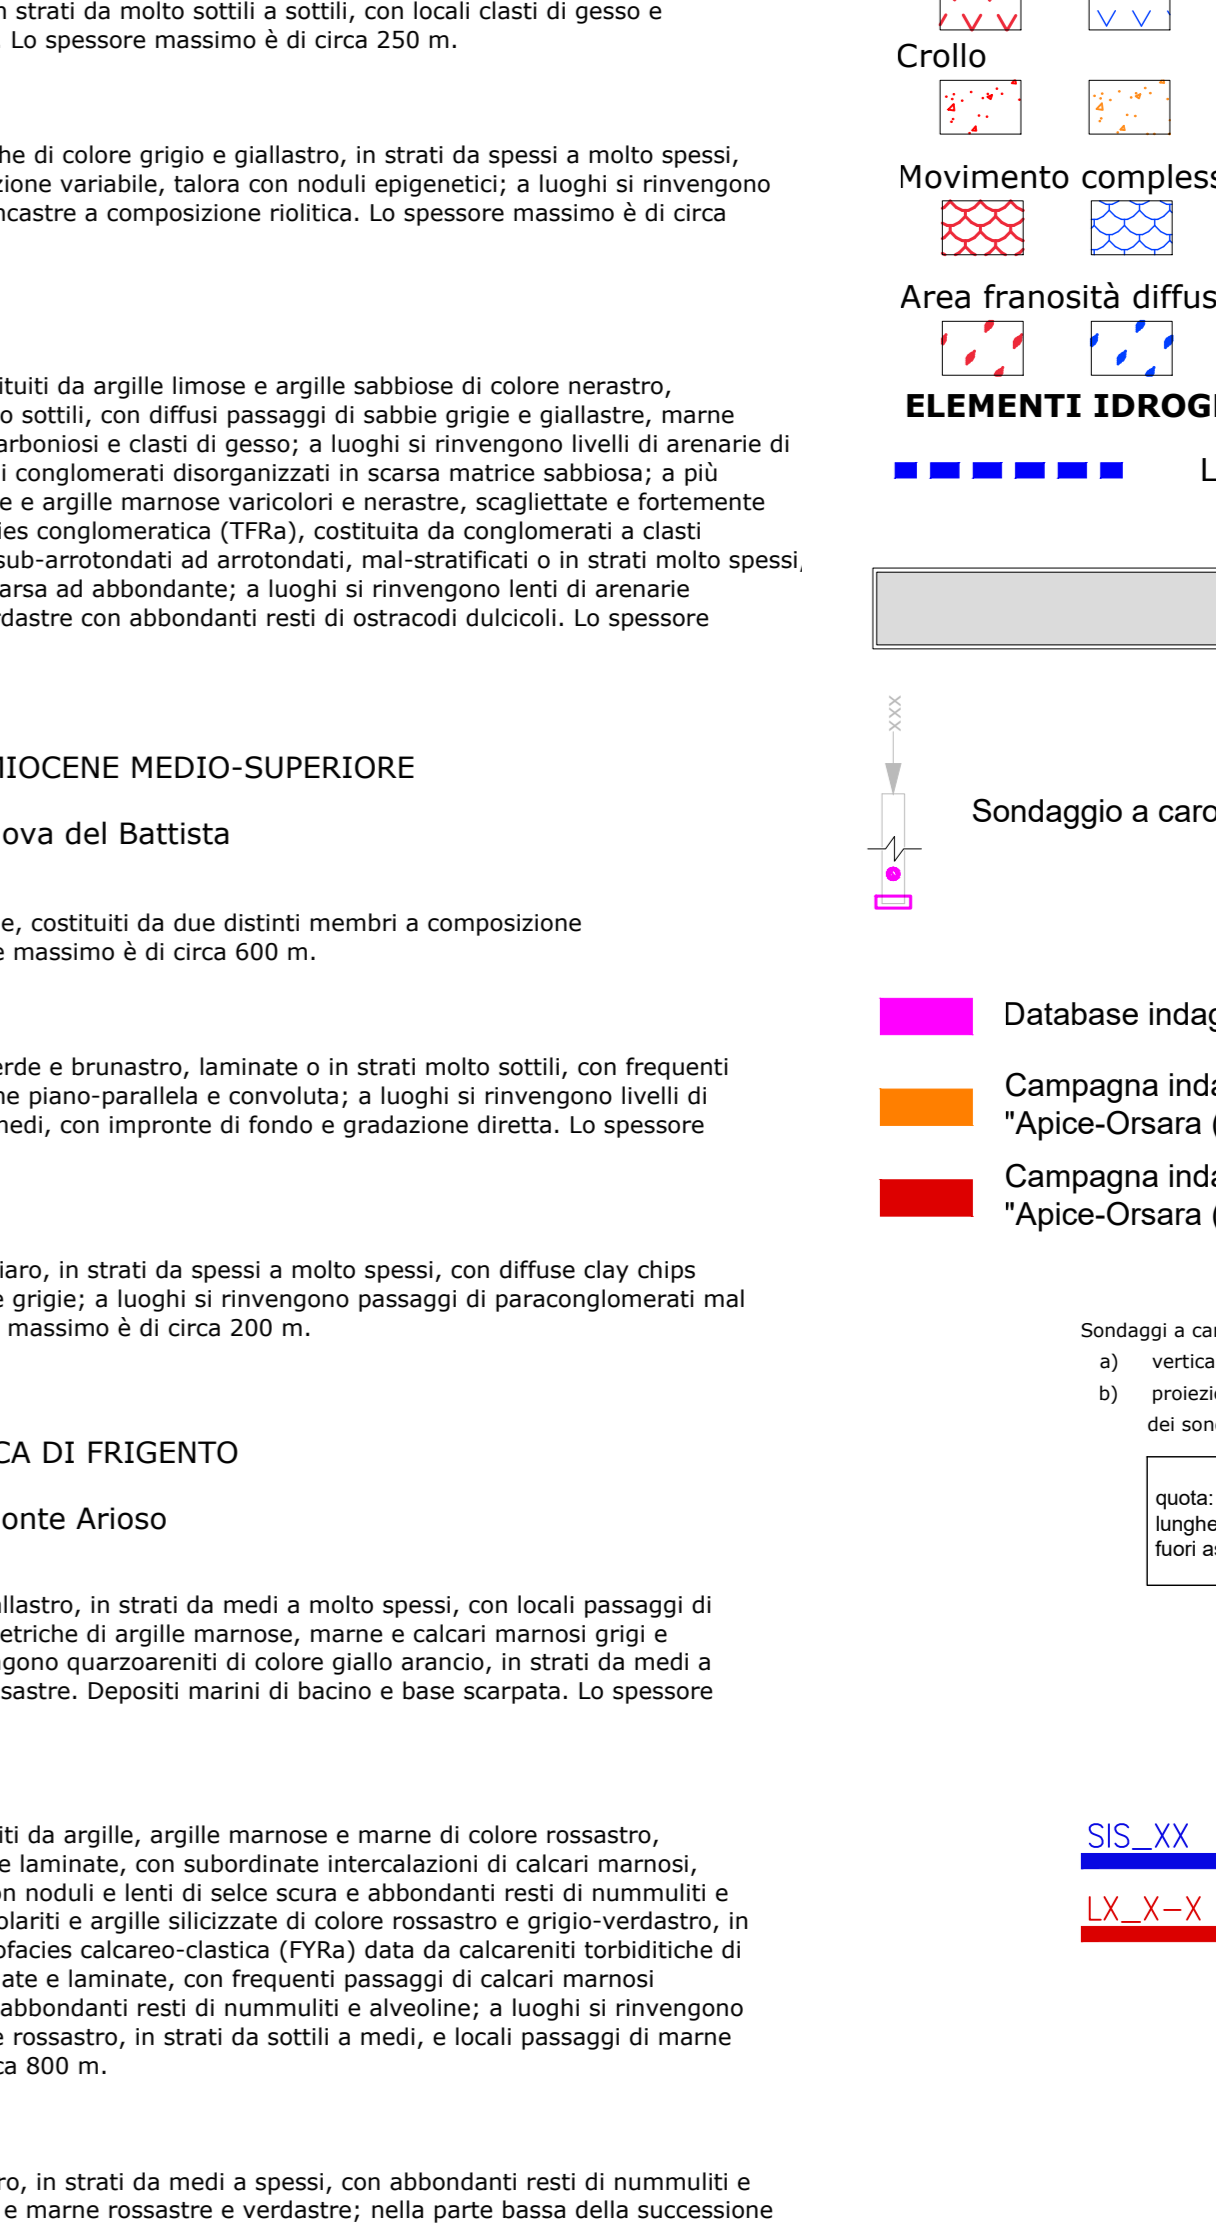 n strati da molto sottili a sottili, con locali clasti di gesso e
. Lo spessore massimo è di circa 250 m.
he di colore grigio e giallastro, in strati da spessi a molto spessi,
zione variabile, talora con noduli epigenetici; a luoghi si rinvengono
ncastre a composizione riolitica. Lo spessore massimo è di circa
ituiti da argille limose e argille sabbiose di colore nerastro,
o sottili, con diffusi passaggi di sabbie grigie e giallastre, marne
arboniosi e clasti di gesso; a luoghi si rinvengono livelli di arenarie di
i conglomerati disorganizzati in scarsa matrice sabbiosa; a più
e e argille marnose varicolori e nerastre, scagliettate e fortemente
ies conglomeratica (TFRa), costituita da conglomerati a clasti
sub-arrotondati ad arrotondati, mal-stratificati o in strati molto spessi,
arsa ad abbondante; a luoghi si rinvengono lenti di arenarie
rdastre con abbondanti resti di ostracodi dulcicoli. Lo spessore
MIOCENE MEDIO-SUPERIORE
ova del Battista
e, costituiti da due distinti membri a composizione
e massimo è di circa 600 m.
erde e brunastro, laminate o in strati molto sottili, con frequenti
ne piano-parallela e convoluta; a luoghi si rinvengono livelli di
nedi, con impronte di fondo e gradazione diretta. Lo spessore
iaro, in strati da spessi a molto spessi, con diffuse clay chips
e grigie; a luoghi si rinvengono passaggi di paraconglomerati mal
massimo è di circa 200 m.
CA DI FRIGENTO
onte Arioso
allastro, in strati da medi a molto spessi, con locali passaggi di
etriche di argille marnose, marne e calcari marnosi grigi e
ngono quarzoareniti di colore giallo arancio, in strati da medi a
sastre. Depositi marini di bacino e base scarpata. Lo spessore
iti da argille, argille marnose e marne di colore rossastro,
e laminate, con subordinate intercalazioni di calcari marnosi,
on noduli e lenti di selce scura e abbondanti resti di nummuliti e
olariti e argille silicizzate di colore rossastro e grigio-verdastro, in
ofacies calcareo-clastica (FYRa) data da calcareniti torbiditiche di
ate e laminate, con frequenti passaggi di calcari marnosi
abbondanti resti di nummuliti e alveoline; a luoghi si rinvengono
e rossastro, in strati da sottili a medi, e locali passaggi di marne
ca 800 m.
ro, in strati da medi a spessi, con abbondanti resti di nummuliti e
e marne rossastre e verdastre; nella parte bassa della successione
Crollo
Movimento compless
Area franosità diffus
ELEMENTI IDROG
L
XXX
Sondaggio a caro
Database indag
Campagna inda
"Apice-Orsara (
Campagna inda
"Apice-Orsara (
Sondaggi a car
a) vertica
b) proiezi
dei sond
quota:
lunghe
fuori as
SIS_XX
LX_X-X